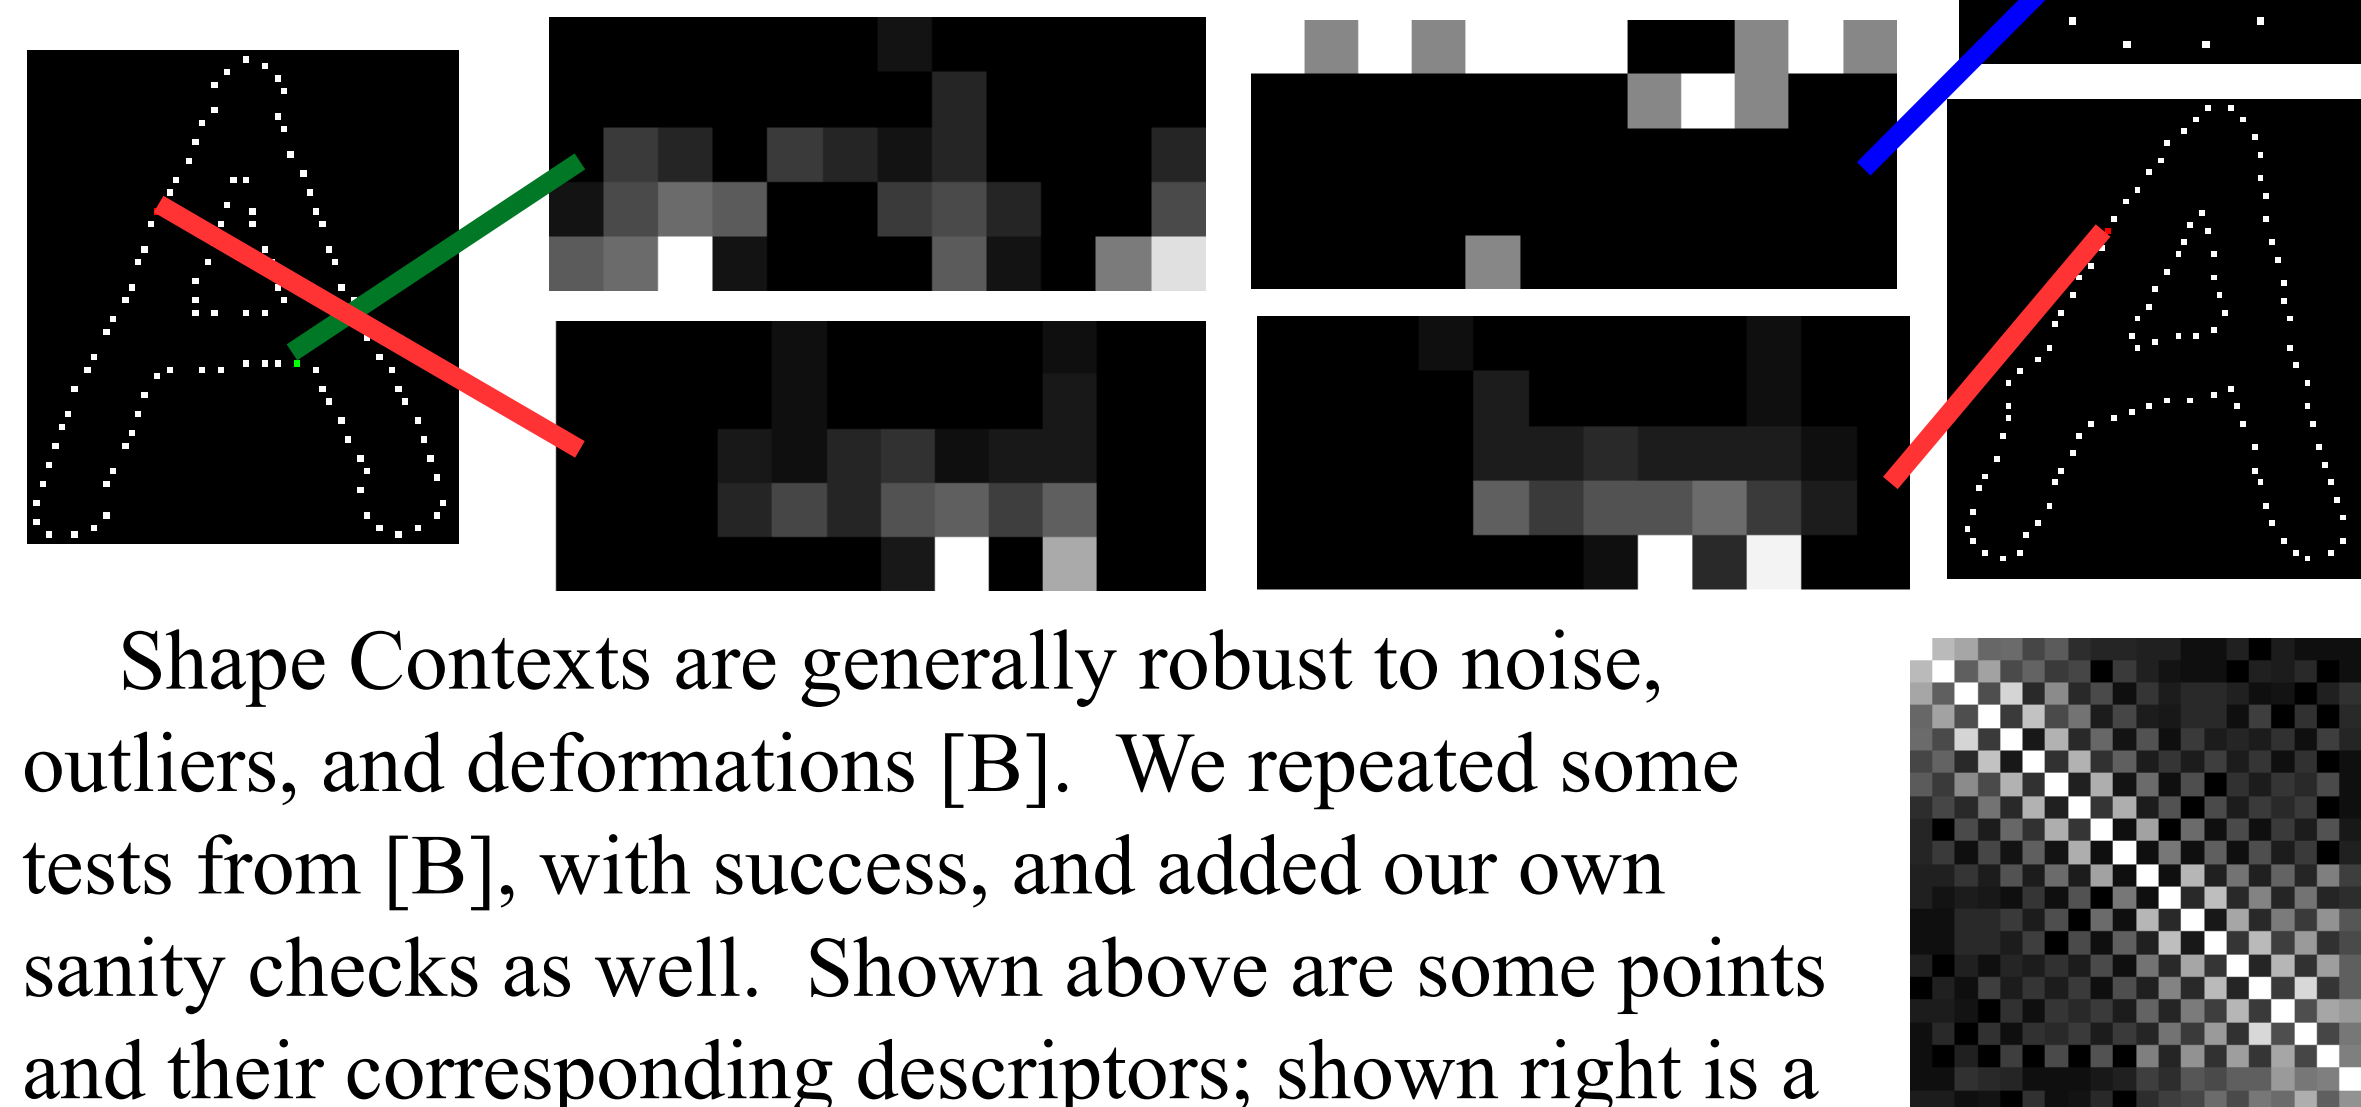 Shape Contexts are generally robust to noise,
outliers, and deformations [B].  We repeated some
tests from [B], with success, and added our own
sanity checks as well.  Shown above are some points
and their corresponding descriptors; shown right is a